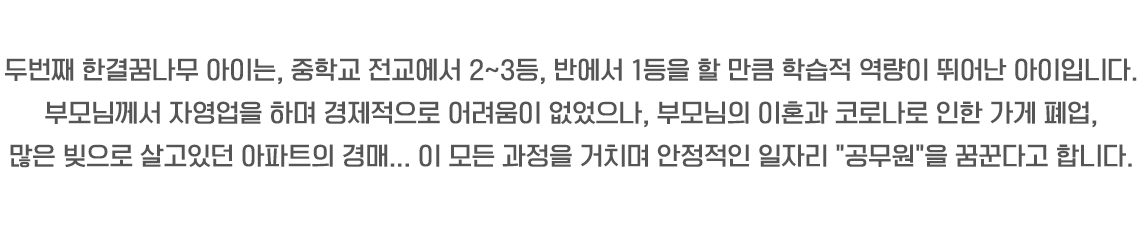 두번째 한결꿈나무 아이는, 중학교 전교에서 2~3등, 반에서 1등을 할 만큼 학습적 역량이 뛰어난 아이입니다.
부모님께서 자영업을 하며 경제적으로 어려움이 없었으나, 부모님의 이혼과 코로나로 인한 가게 폐업,
많은 빚으로 살고있던 아파트의 경매... 이 모든 과정을 거치며 안정적인 일자리 "공무원"을 꿈꾼다고 합니다.